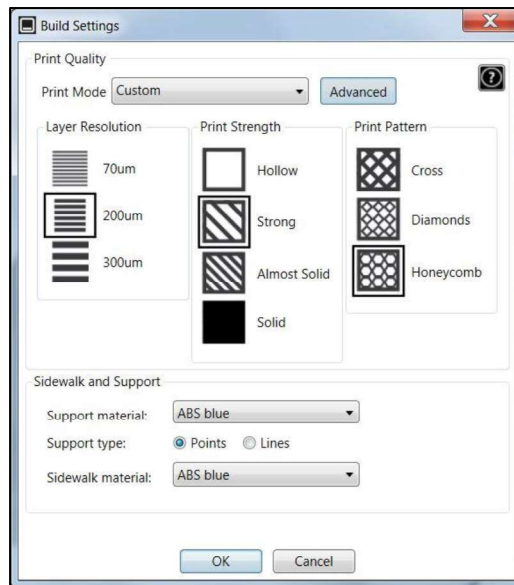 Build Settings
Print Quality
Print Mode Custom Advanced
Layer Resolution
70um
200um
300um
Print Strength
Hollow
Strong
Almost Solid
Solid
Print Pattern
Cross
Diamonds
Honeycomb
Sidewalk and Support
Support material: ABS blue
Support type: Points Lines
Sidewalk material: ABS blue
OK Cancel